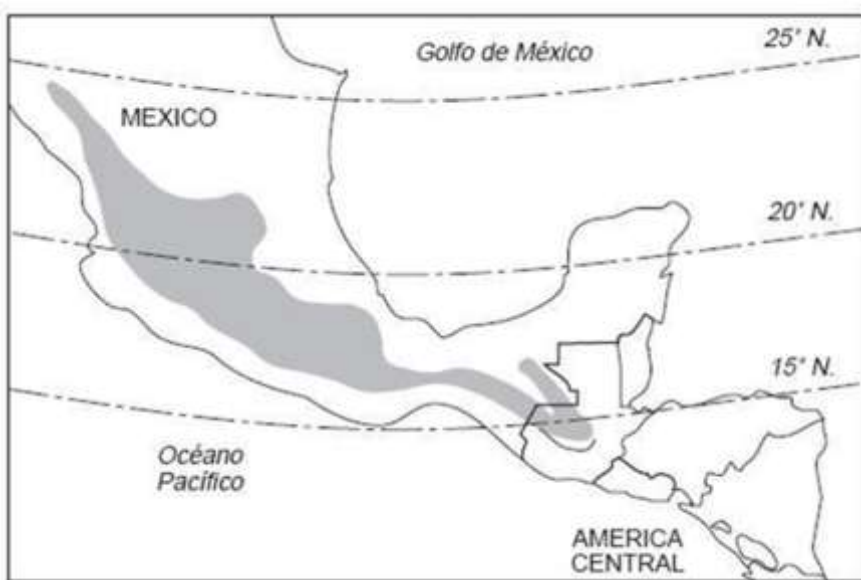 25° N.
Golfo de México
MEXICO
20° N.
15° N.
Océano
Pacífico
AMERICA
CENTRAL